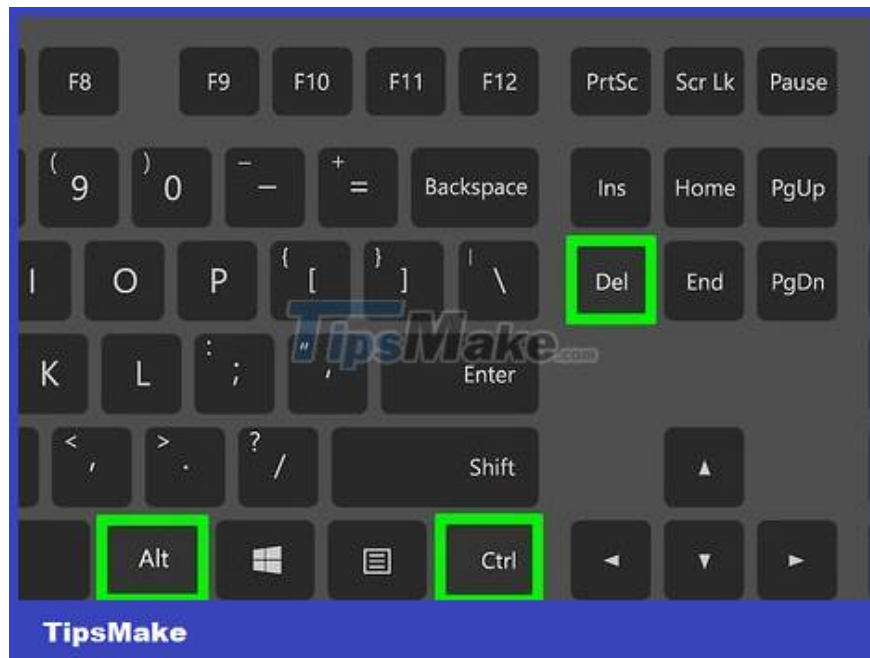 F8 F9 F10 F11 F12 PrtSc Scr Lk Pause
( 9 ) 0 _ - + = Backspace Ins Home PgUp
I O P { [ } ] | \ Del End PgDn
TipsMake.com
K L : ; " ' Enter
< , > . ? / Shift
Alt Ctrl
TipsMake